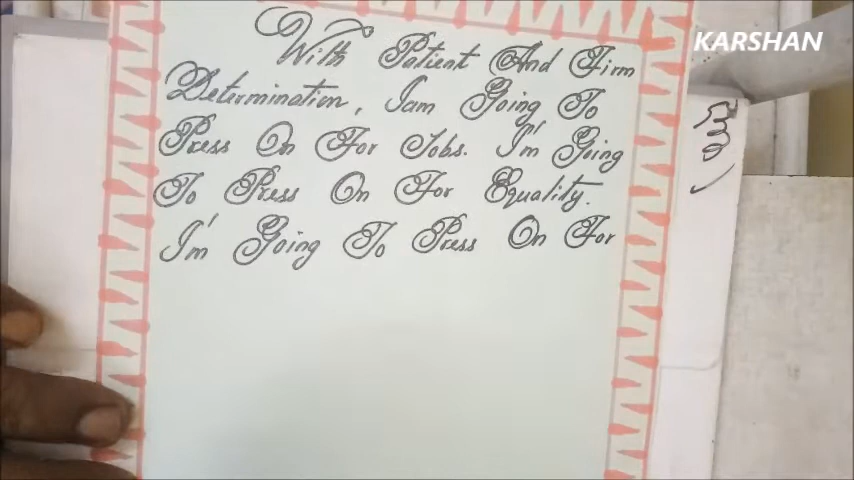 KARSHAN
With Patient And Firm
Determination, I am Going To
Press On For Jobs. I'm Going
To Press On For Equality.
I'm Going To Press On For